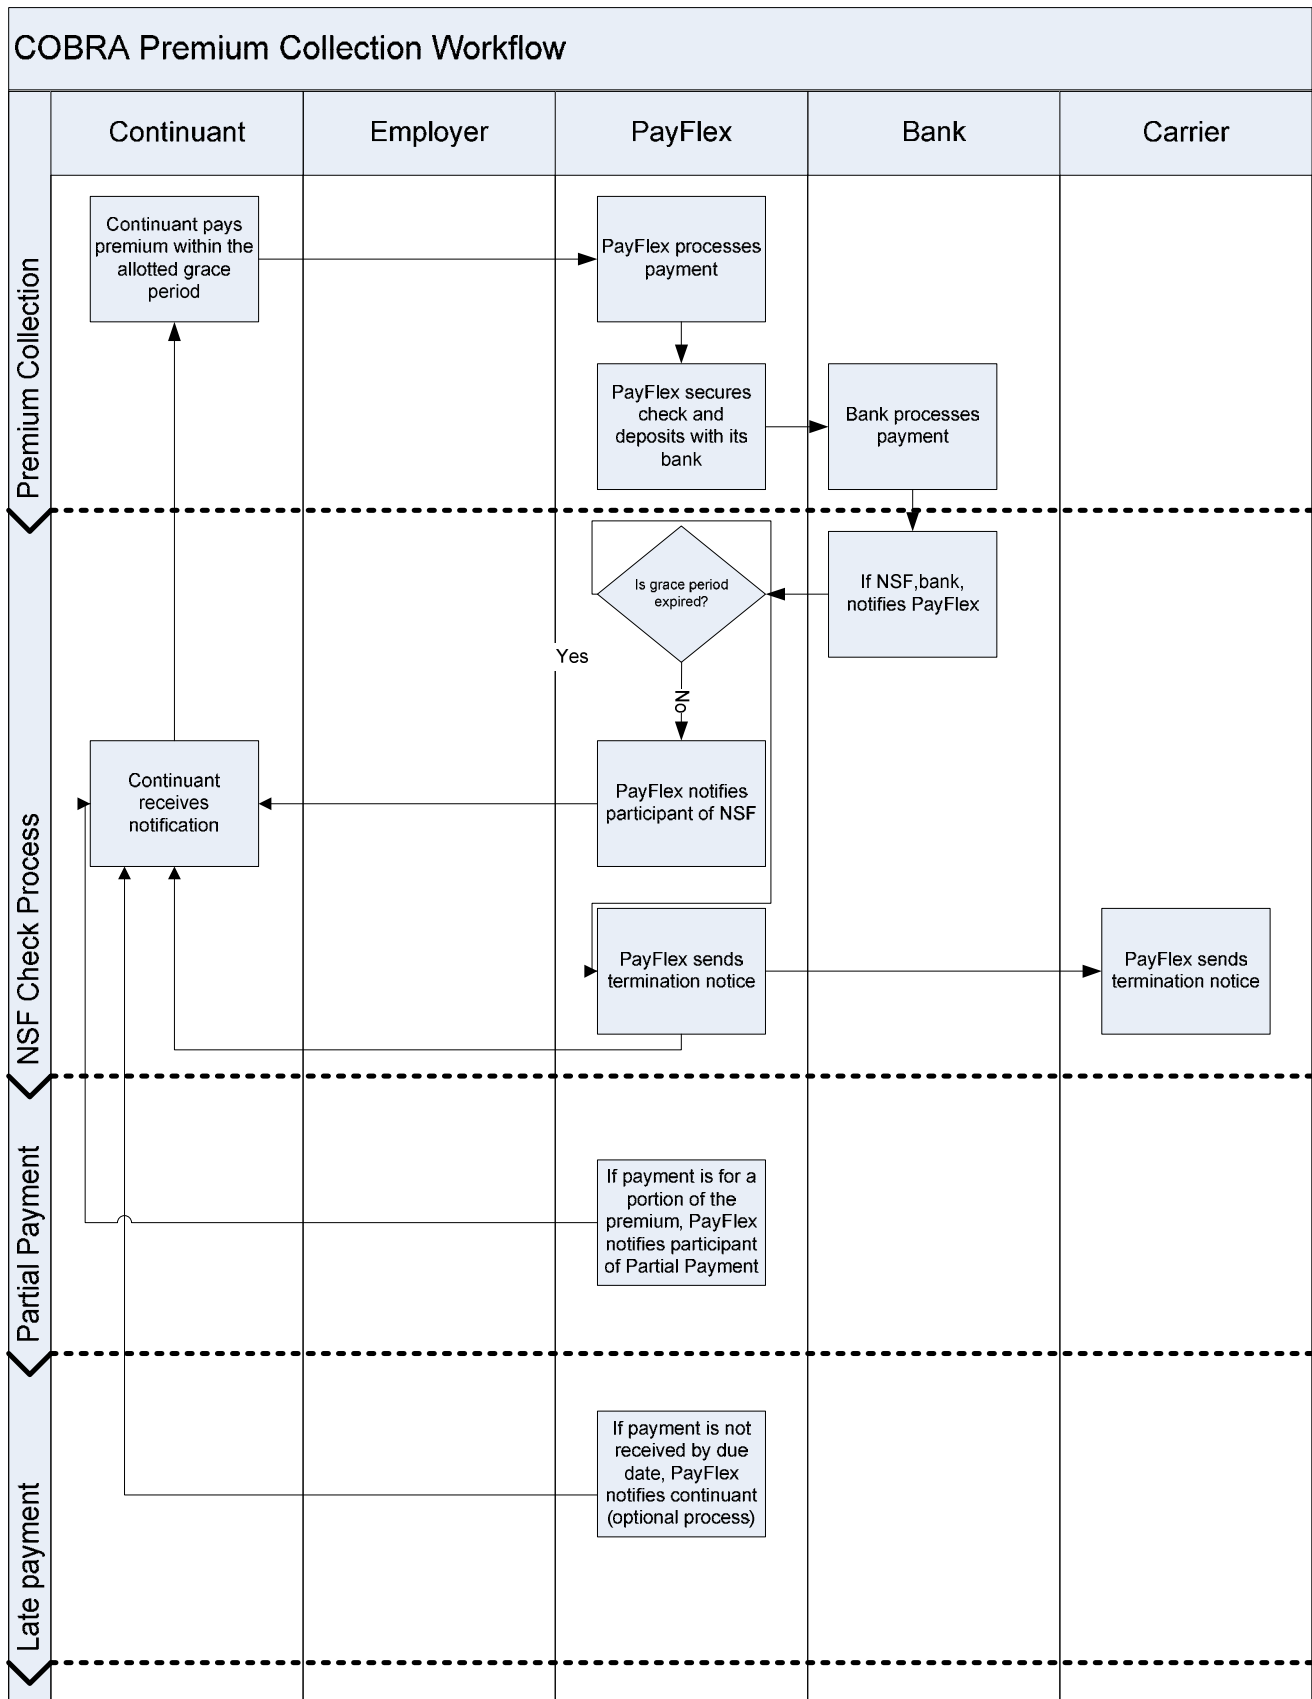 COBRA Premium Collection Workflow
Continuant
Employer
PayFlex
Bank
Carrier
Premium Collection
Continuant pays
premium within the
allotted grace
period
PayFlex processes
payment
PayFlex secures
check and
deposits with its
bank
Bank processes
payment
NSF Check Process
Is grace period
expired?
If NSF,bank,
notifies PayFlex
Yes
No
Continuant
receives
notification
PayFlex notifies
participant of NSF
PayFlex sends
termination notice
PayFlex sends
termination notice
Partial Payment
If payment is for a
portion of the
premium, PayFlex
notifies participant
of Partial Payment
Late payment
If payment is not
received by due
date, PayFlex
notifies continuant
(optional process)